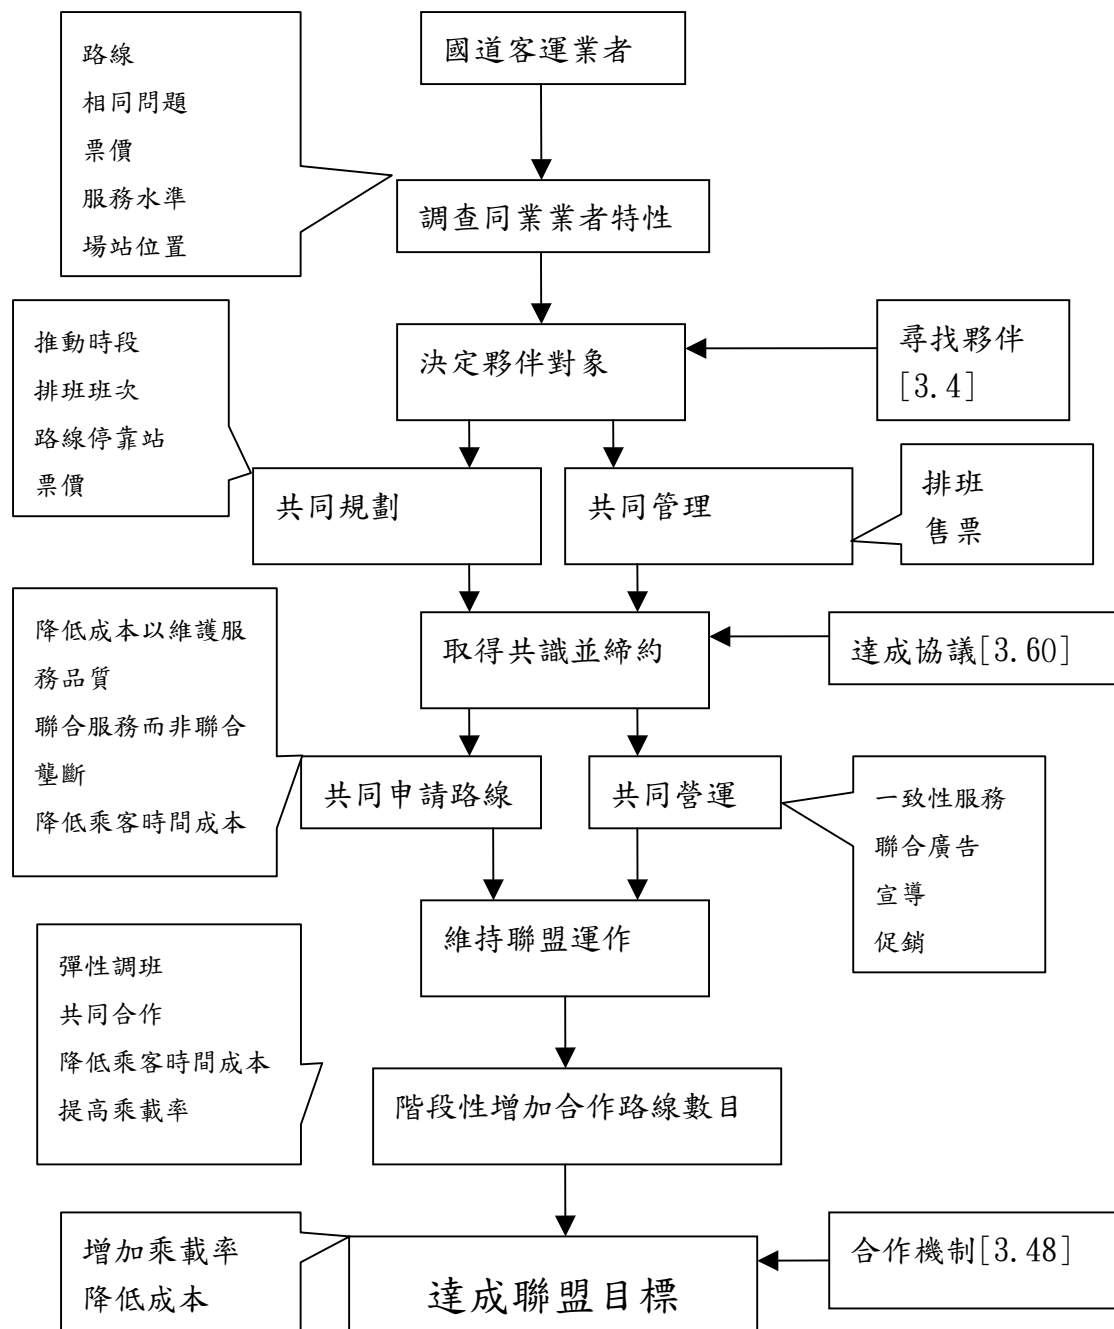 國道客運業者
路線
相同問題
票價
服務水準
場站位置
調查同業業者特性
決定夥伴對象
尋找夥伴
[3.4]
推動時段
排班班次
路線停靠站
票價
共同規劃
共同管理
排班
售票
取得共識並締約
達成協議[3.60]
降低成本以維護服
務品質
聯合服務而非聯合
壟斷
降低乘客時間成本
共同申請路線
共同營運
一致性服務
聯合廣告
宣導
促銷
維持聯盟運作
彈性調班
共同合作
降低乘客時間成本
提高乘載率
階段性增加合作路線數目
增加乘載率
降低成本
達成聯盟目標
合作機制[3.48]